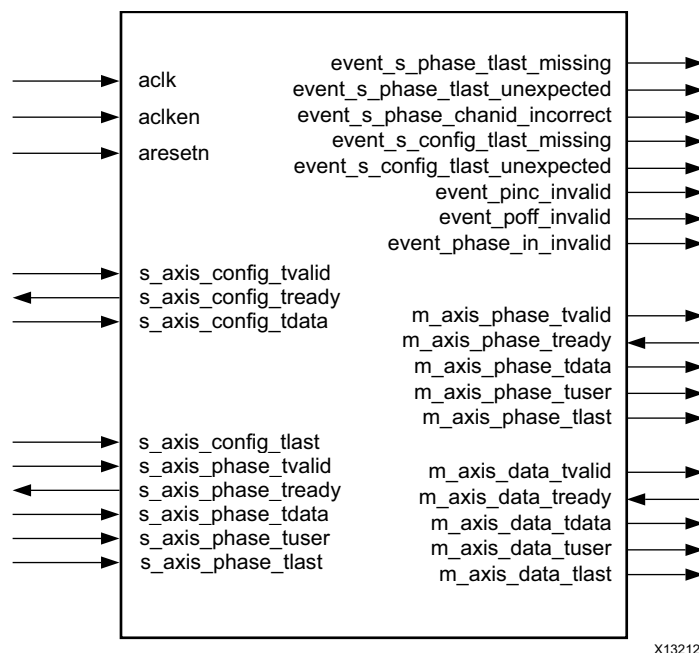 aclk
aclken
aresetn
s_axis_config_tvalid
s_axis_config_tready
s_axis_config_tdata
s_axis_config_tlast
s_axis_phase_tvalid
s_axis_phase_tready
s_axis_phase_tdata
s_axis_phase_tuser
s_axis_phase_tlast
event_s_phase_tlast_missing
event_s_phase_tlast_unexpected
event_s_phase_chanid_incorrect
event_s_config_tlast_missing
event_s_config_tlast_unexpected
event_pinc_invalid
event_poff_invalid
event_phase_in_invalid
m_axis_phase_tvalid
m_axis_phase_tready
m_axis_phase_tdata
m_axis_phase_tuser
m_axis_phase_tlast
m_axis_data_tvalid
m_axis_data_tready
m_axis_data_tdata
m_axis_data_tuser
m_axis_data_tlast
X13212